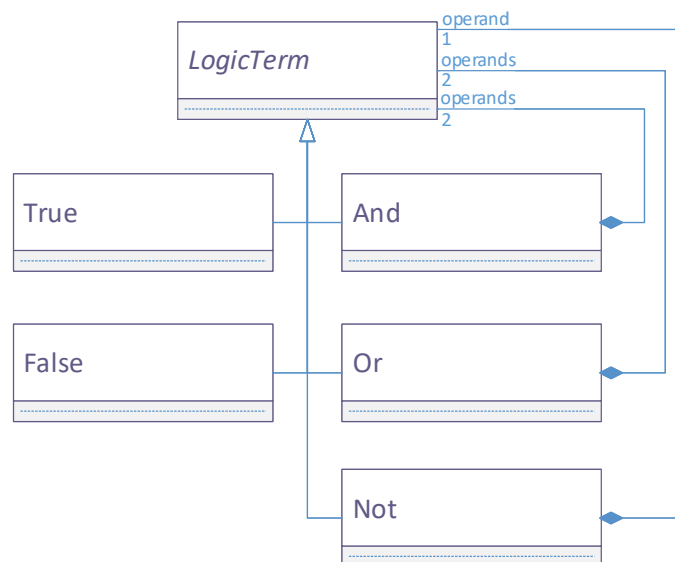 operand
1
LogicTerm
operands
2
operands
2
True
And
False
Or
Not